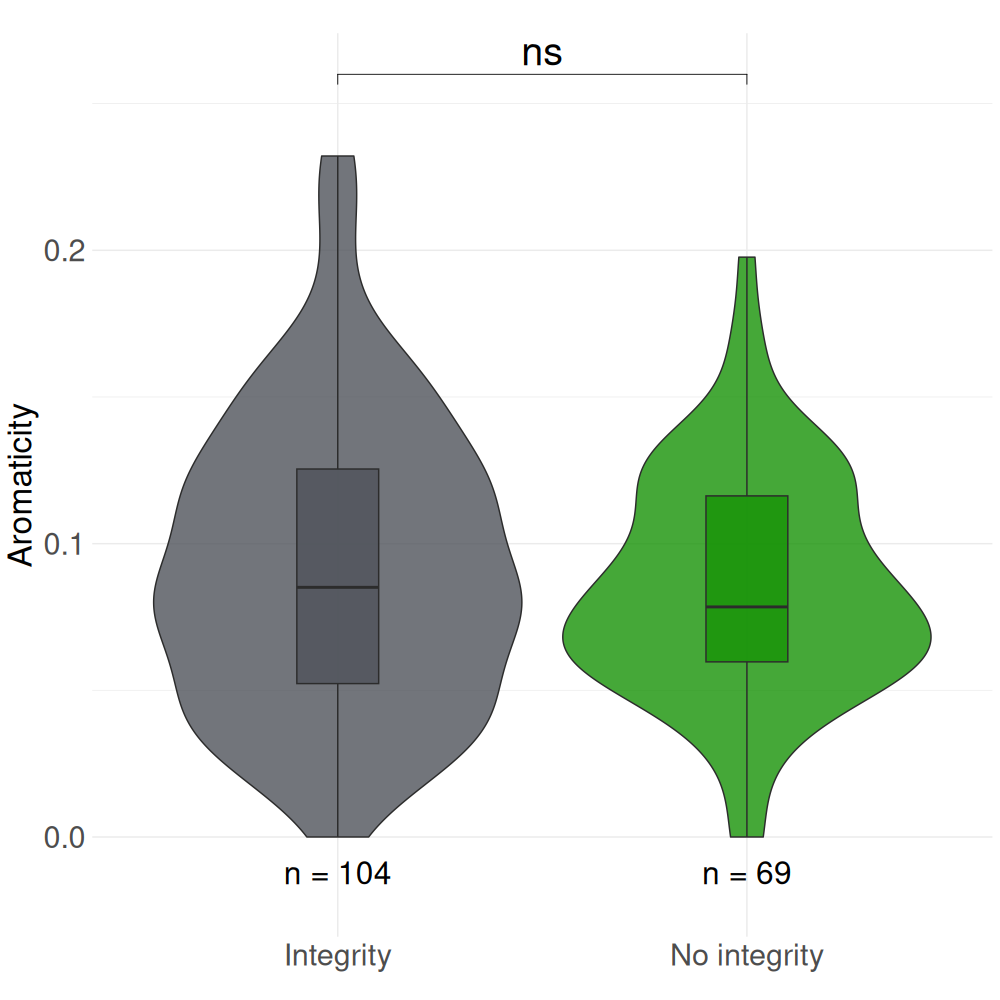 ns
Aromaticity
0.2
0.1
0.0
n = 104
n = 69
Integrity
No integrity